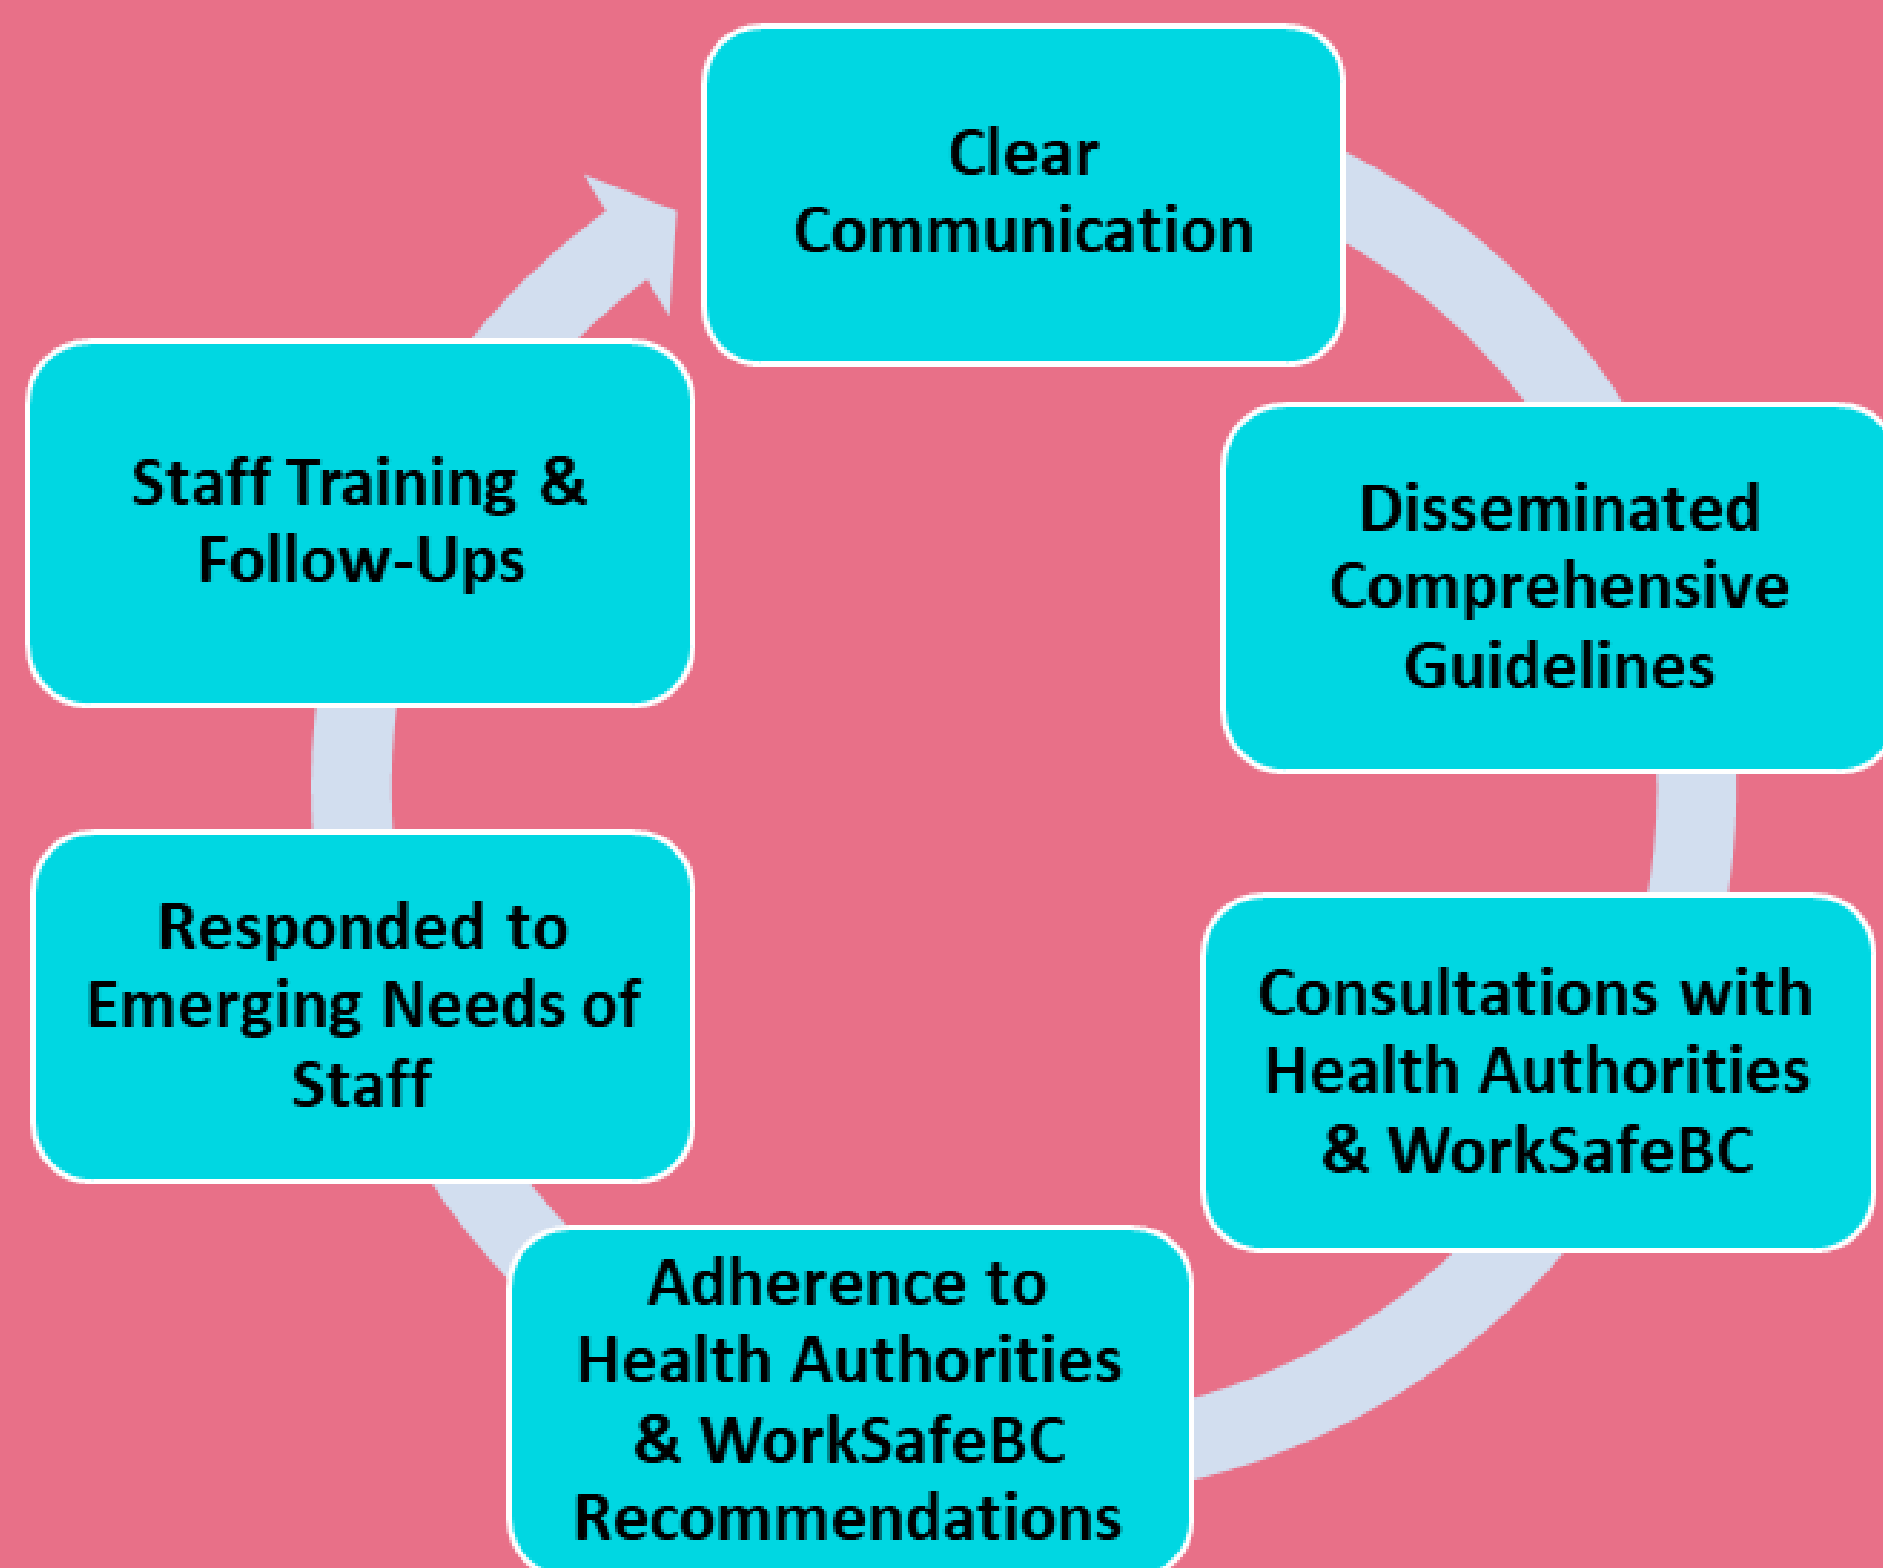 Clear
Communication
Disseminated
Comprehensive
Guidelines
Consultations with
Health Authorities
& WorkSafeBC
Adherence to
Health Authorities
& WorkSafeBC
Recommendations
Responded to
Emerging Needs of
Staff
Staff Training &
Follow-Ups